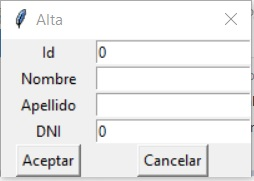 Alta
Id 0
Nombre
Apellido
DNI 0
Aceptar Cancelar